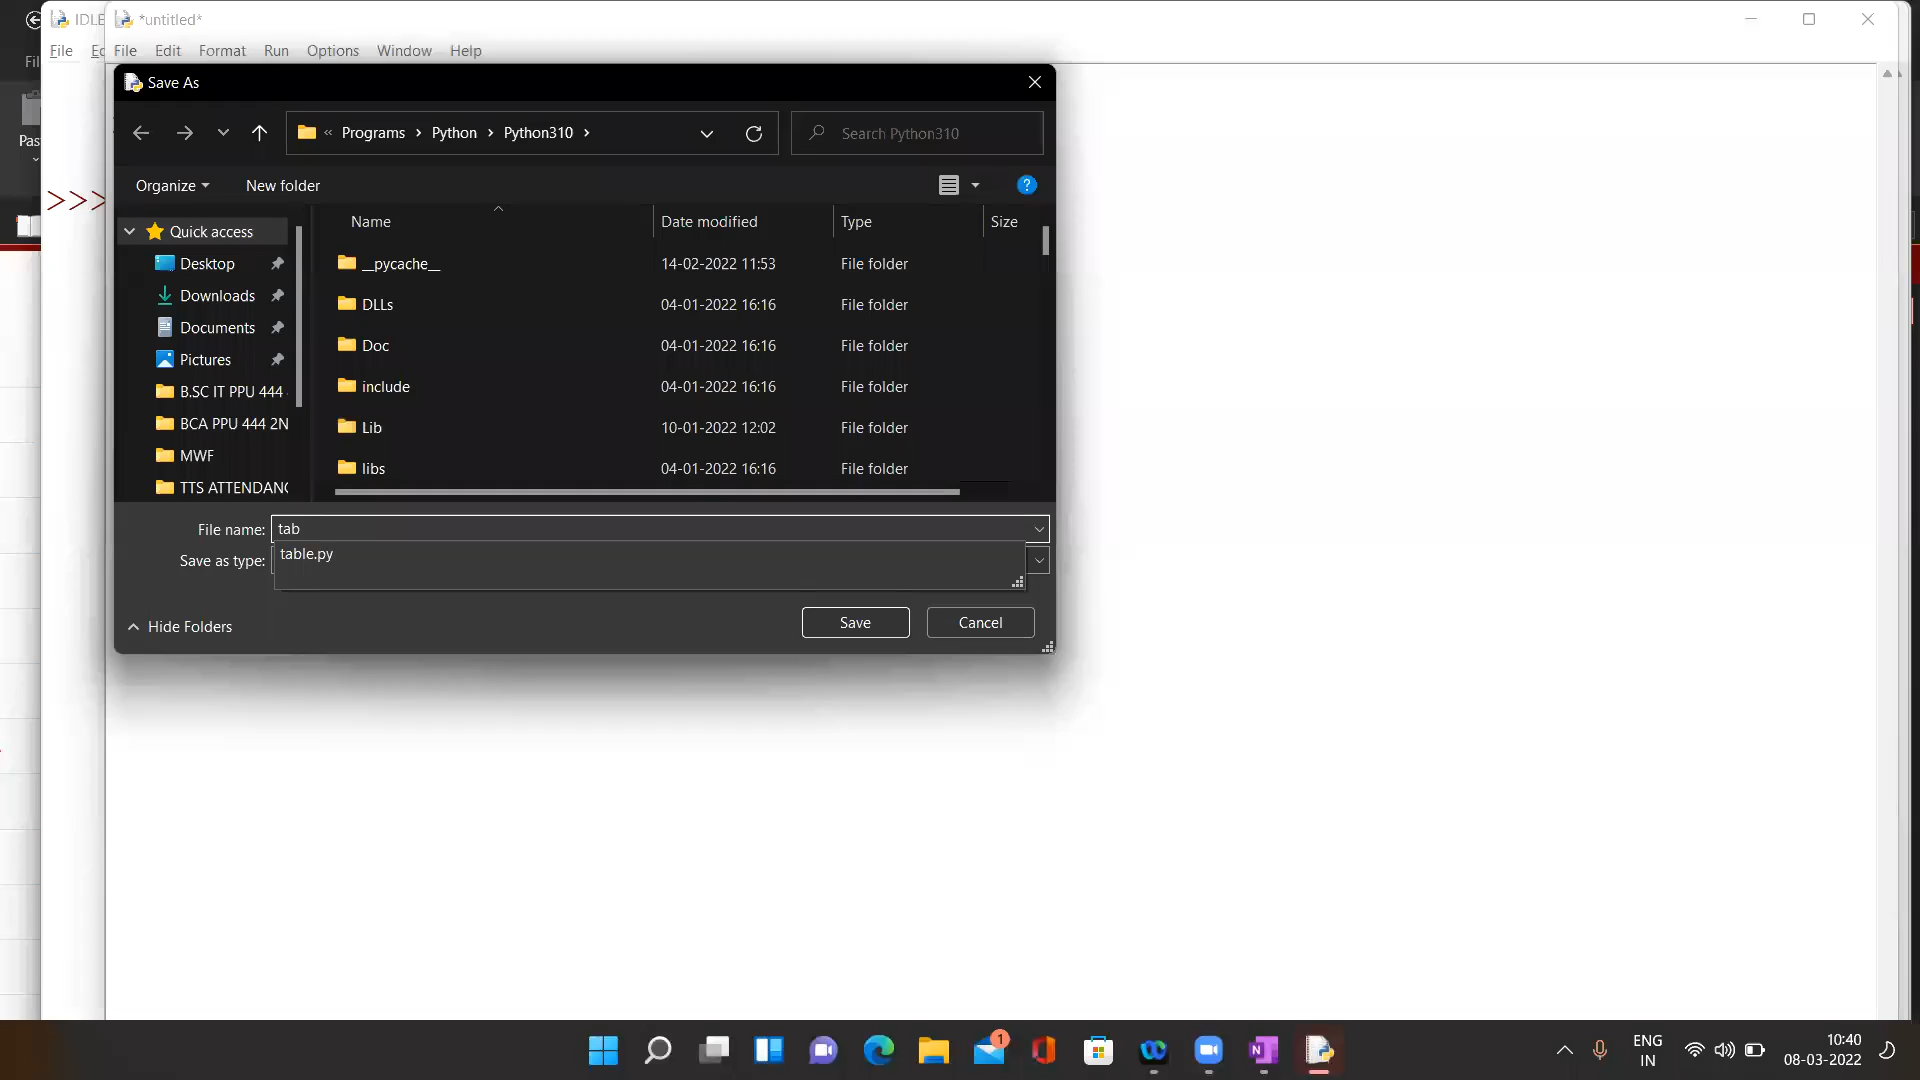 IDLE
*untitled*
File Ed
File Edit Format Run Options Window Help
Fil
Pas
>>>
Save As
« Programs › Python › Python310 ›
Search Python310
Organize
New folder
?
Name
Date modified
Type
Size
Quick access
Desktop
Downloads
Documents
Pictures
B.SC IT PPU 444
BCA PPU 444 2N
MWF
TTS ATTENDANC
__pycache__ 14-02-2022 11:53 File folder
DLLs 04-01-2022 16:16 File folder
Doc 04-01-2022 16:16 File folder
include 04-01-2022 16:16 File folder
Lib 10-01-2022 12:02 File folder
libs 04-01-2022 16:16 File folder
File name: tab
table.py
Save as type:
Hide Folders
Save
Cancel
1
ENG
IN
10:40
08-03-2022